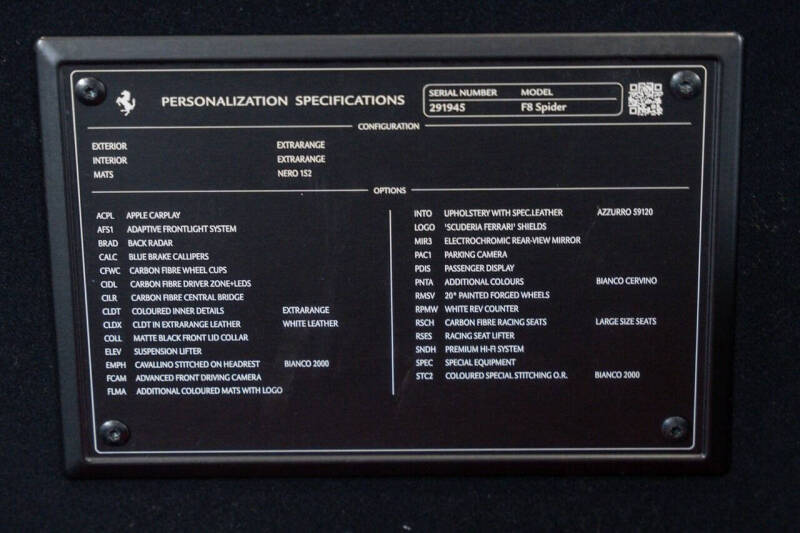 PERSONALIZATION SPECIFICATIONS
SERIAL NUMBER MODEL
291945 F8 Spider
CONFIGURATION
EXTERIOR EXTRARANGE
INTERIOR EXTRARANGE
MATS NERO 152
OPTIONS
ACPL APPLE CARPLAY
AFS1 ADAPTIVE FRONTLIGHT SYSTEM
BRAD BACK RADAR
CALC BLUE BRAKE CALLIPERS
CFWC CARBON FIBRE WHEEL CUPS
CIDL CARBON FIBRE DRIVER ZONE+LEDS
CILR CARBON FIBRE CENTRAL BRIDGE
CLDT COLOURED INNER DETAILS EXTRARANGE
CLDX CLDT IN EXTRARANGE LEATHER WHITE LEATHER
COLL MATTE BLACK FRONT LID COLLAR
ELEV SUSPENSION LIFTER
EMPH CAVALLINO STITCHED ON HEADREST BIANCO 2000
FCAM ADVANCED FRONT DRIVING CAMERA
FLMA ADDITIONAL COLOURED MATS WITH LOGO
INTO UPHOLSTERY WITH SPEC.LEATHER AZZURRO 59120
LOGO 'SCUDERIA FERRARI' SHIELDS
MIR3 ELECTROCHROMIC REAR-VIEW MIRROR
PAC1 PARKING CAMERA
PDIS PASSENGER DISPLAY
PNTA ADDITIONAL COLOURS BIANCO CERVINO
RMSV 20" PAINTED FORGED WHEELS
RPMW WHITE REV COUNTER
RSCH CARBON FIBRE RACING SEATS LARGE SIZE SEATS
RSES RACING SEAT LIFTER
SNDH PREMIUM HI-FI SYSTEM
SPEC SPECIAL EQUIPMENT
STC2 COLOURED SPECIAL STITCHING O.R. BIANCO 2000